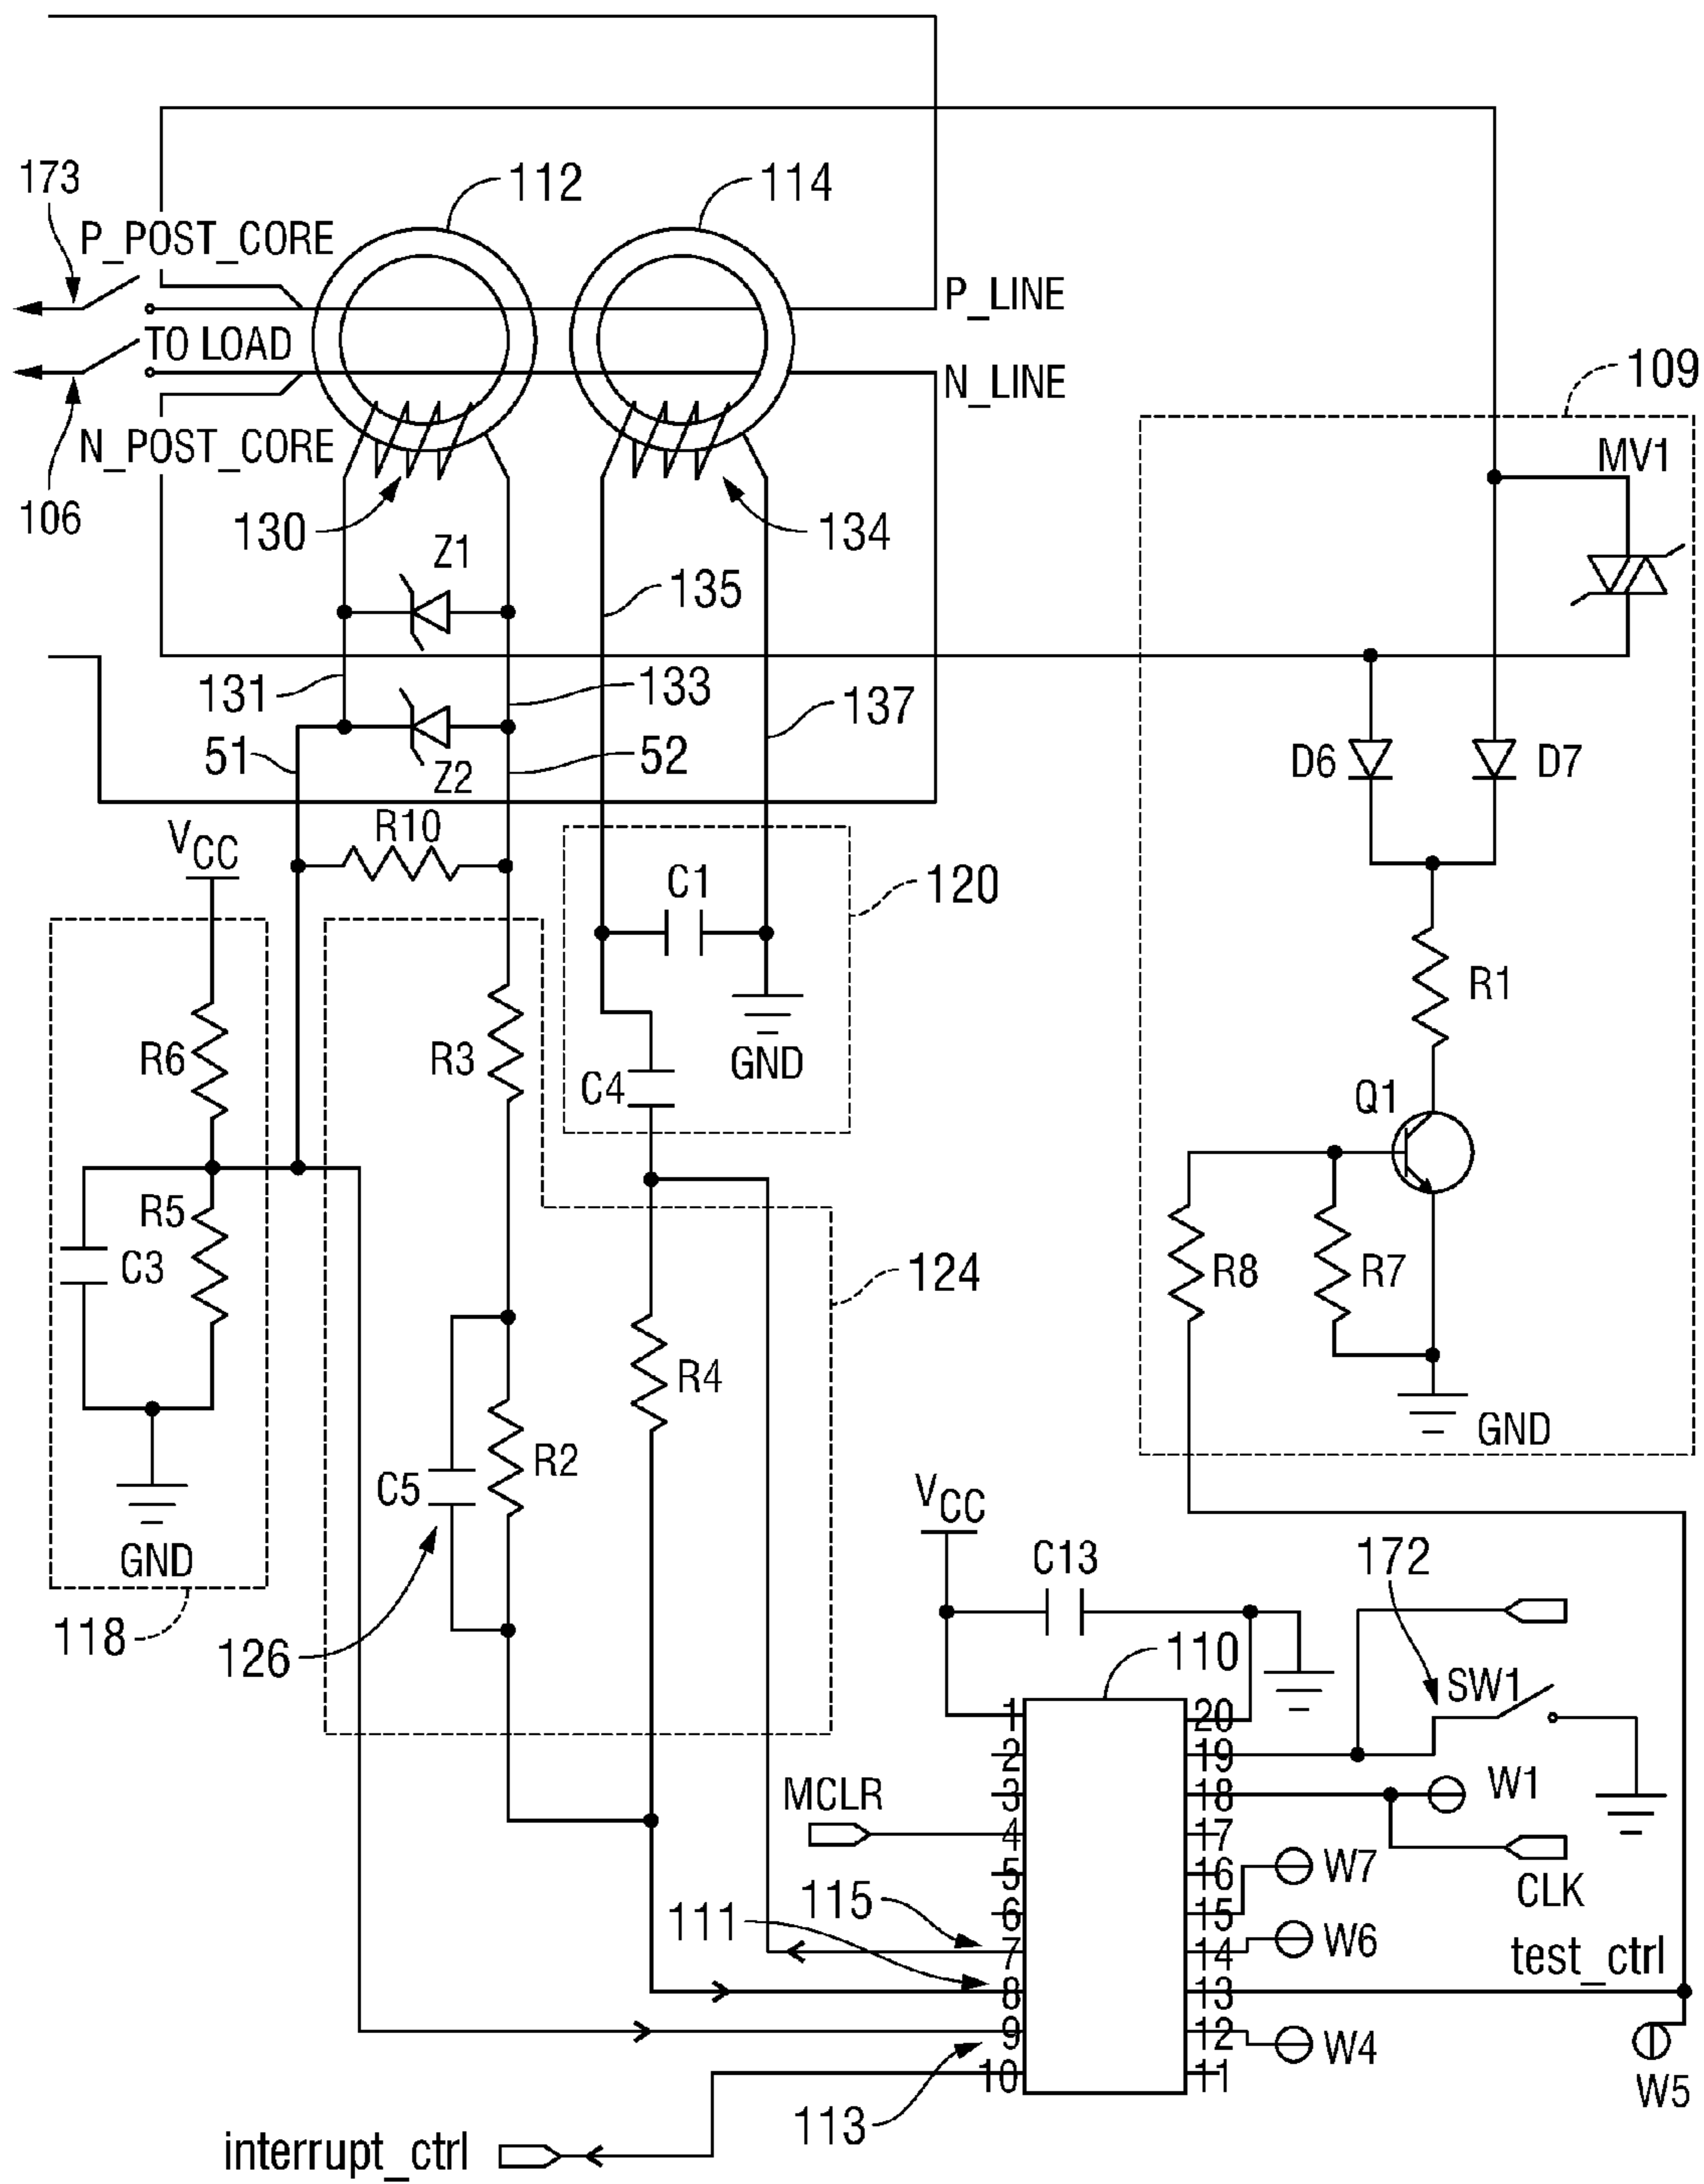 112
114
173
P_POST_CORE
P_LINE
TO LOAD
N_LINE
109
N_POST_CORE
MV1
106
130
134
Z1
135
131
133
137
51
52
Z2
D6
D7
R10
VCC
C1
120
R1
R6
R3
C4
GND
Q1
R5
C3
R8
R7
124
R4
GND
C5
R2
VCC
GND
C13
172
118
126
110
SW1
1
20
2
19
3
18
W1
MCLR
4
17
5
16
W7
CLK
115
6
15
111
7
14
W6
test_ctrl
8
13
9
12
W4
10
11
W5
113
interrupt_ctrl